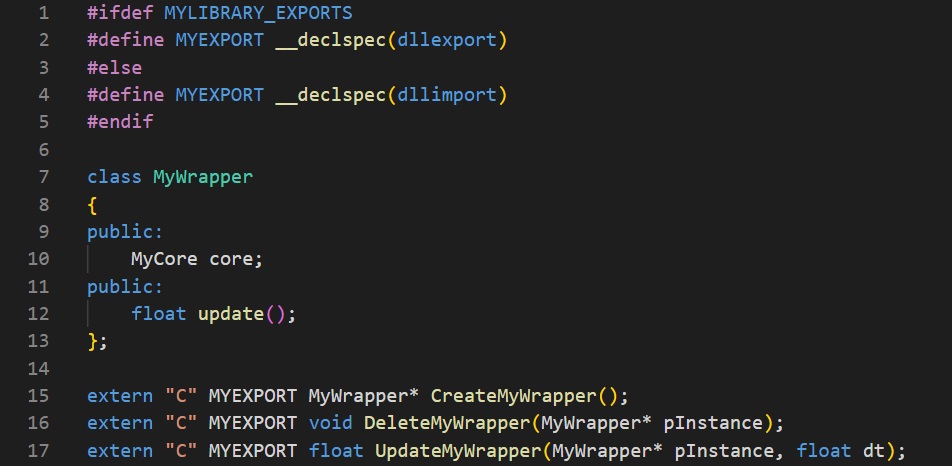 1 #ifdef MYLIBRARY_EXPORTS
2 #define MYEXPORT __declspec(dllexport)
3 #else
4 #define MYEXPORT __declspec(dllimport)
5 #endif
6
7 class MyWrapper
8 {
9 public:
10     MyCore core;
11 public:
12     float update();
13 };
14
15 extern "C" MYEXPORT MyWrapper* CreateMyWrapper();
16 extern "C" MYEXPORT void DeleteMyWrapper(MyWrapper* pInstance);
17 extern "C" MYEXPORT float UpdateMyWrapper(MyWrapper* pInstance, float dt);